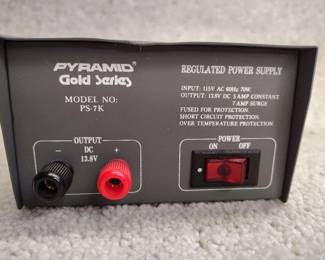 PYRAMID®
Gold Series
MODEL NO:
PS-7K
REGULATED POWER SUPPLY
INPUT: 115V AC 60Hz 70W
OUTPUT: 13.8V DC 5 AMP CONSTANT
7 AMP SURGE
FUSED FOR PROTECTION.
SHORT CIRCUIT PROTECTION.
OVER TEMPERATURE PROTECTION.
OUTPUT
- DC +
13.8V
POWER
ON OFF